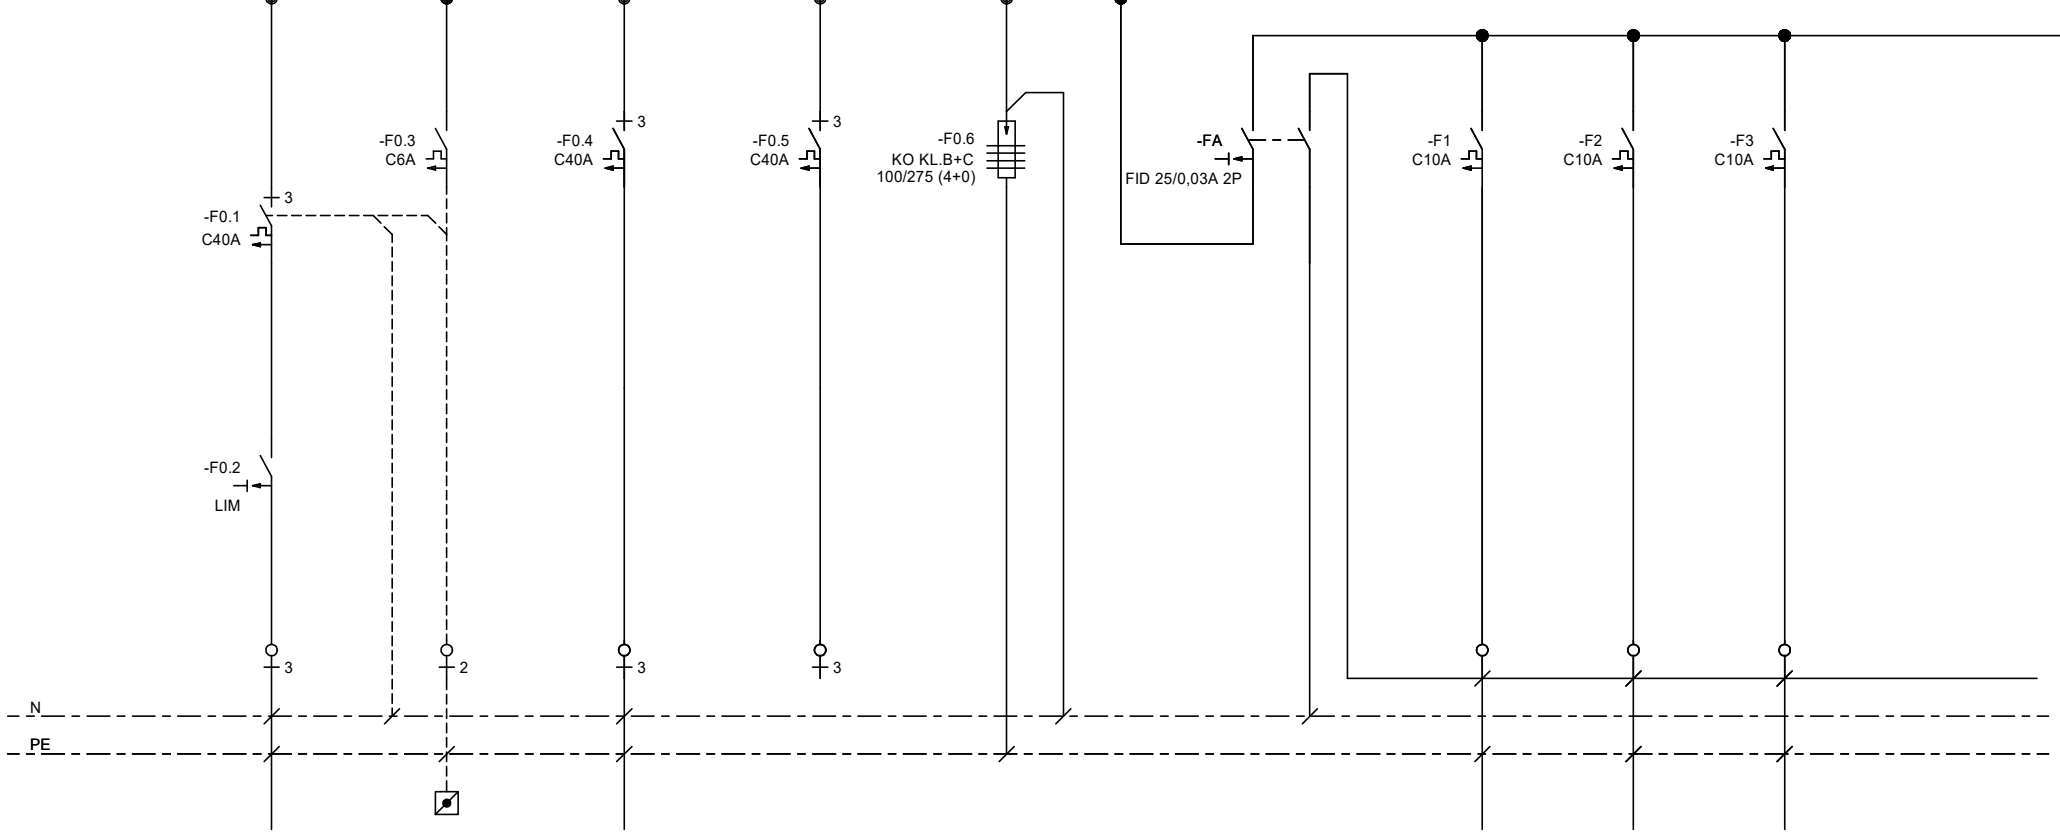 3
3
-F0.3
C6A
-F0.4
C40A
-F0.5
C40A
-F0.6
KO KL.B+C
100/275 (4+0)
-FA
FID 25/0,03A 2P
-F1
C10A
-F2
C10A
-F3
C10A
3
-F0.1
C40A
-F0.2
LIM
3
2
3
3
N
PE